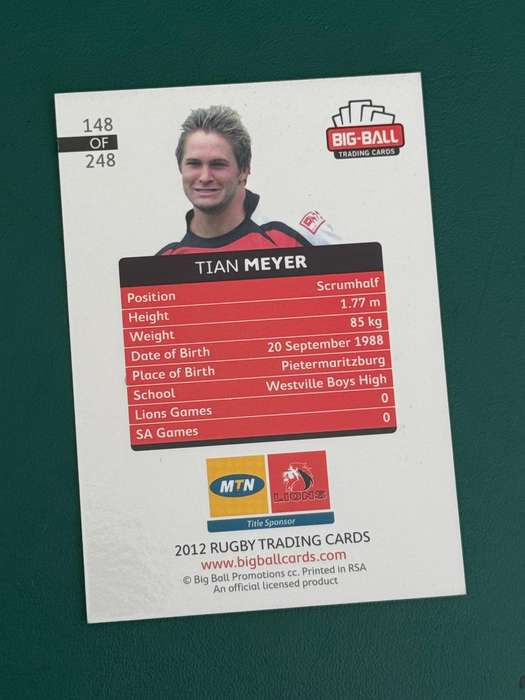 148
OF
248
BIG-BALL
TRADING CARDS
TIAN MEYER
Position Scrumhalf
Height 1.77 m
Weight 85 kg
Date of Birth 20 September 1988
Place of Birth Pietermaritzburg
School Westville Boys High
Lions Games 0
SA Games 0
MTN
LIONS
Title Sponsor
2012 RUGBY TRADING CARDS
www.bigballcards.com
© Big Ball Promotions cc. Printed in RSA
An official licensed product